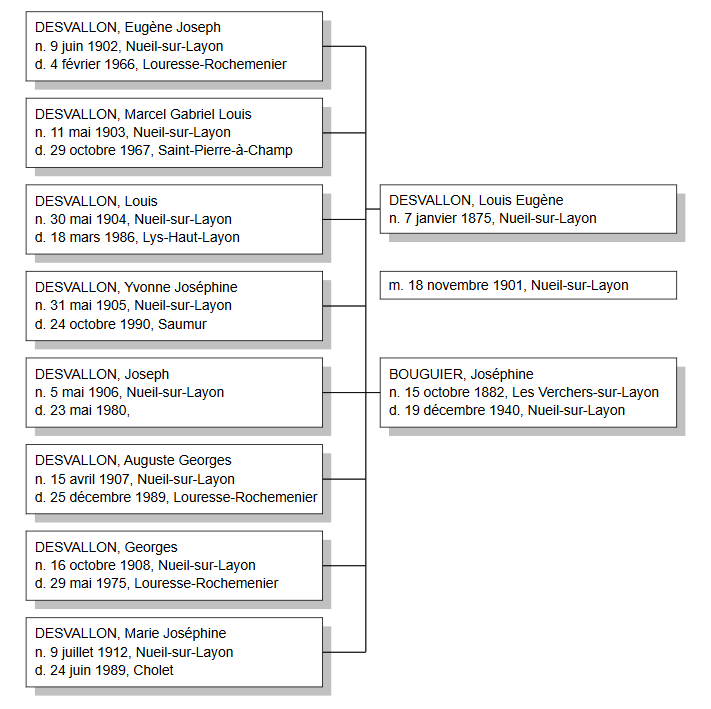 DESVALLON, Eugène Joseph
n. 9 juin 1902, Nueil-sur-Layon
d. 4 février 1966, Louresse-Rochemenier
DESVALLON, Marcel Gabriel Louis
n. 11 mai 1903, Nueil-sur-Layon
d. 29 octobre 1967, Saint-Pierre-à-Champ
DESVALLON, Louis
n. 30 mai 1904, Nueil-sur-Layon
d. 18 mars 1986, Lys-Haut-Layon
DESVALLON, Yvonne Joséphine
n. 31 mai 1905, Nueil-sur-Layon
d. 24 octobre 1990, Saumur
DESVALLON, Joseph
n. 5 mai 1906, Nueil-sur-Layon
d. 23 mai 1980,
DESVALLON, Auguste Georges
n. 15 avril 1907, Nueil-sur-Layon
d. 25 décembre 1989, Louresse-Rochemenier
DESVALLON, Georges
n. 16 octobre 1908, Nueil-sur-Layon
d. 29 mai 1975, Louresse-Rochemenier
DESVALLON, Marie Joséphine
n. 9 juillet 1912, Nueil-sur-Layon
d. 24 juin 1989, Cholet
DESVALLON, Louis Eugène
n. 7 janvier 1875, Nueil-sur-Layon
m. 18 novembre 1901, Nueil-sur-Layon
BOUGUIER, Joséphine
n. 15 octobre 1882, Les Verchers-sur-Layon
d. 19 décembre 1940, Nueil-sur-Layon